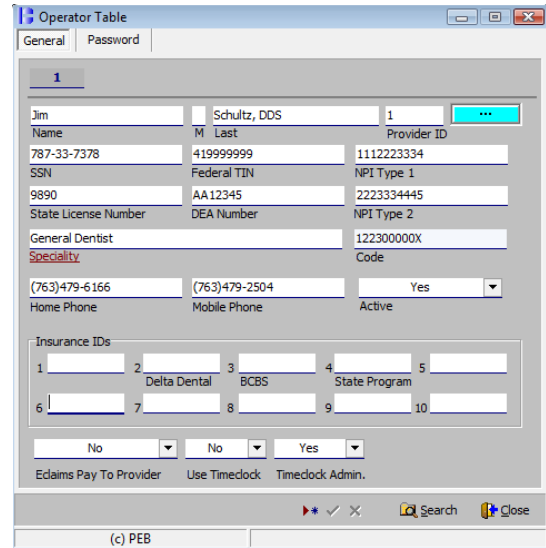 Operator Table
General Password
1
Jim Schultz, DDS 1 ...
Name M Last Provider ID
787-33-7378 419999999 1112223334
SSN Federal TIN NPI Type 1
9890 AA12345 2223334445
State License Number DEA Number NPI Type 2
General Dentist 122300000X
Speciality Code
(763)479-6166 (763)479-2504 Yes
Home Phone Mobile Phone Active
Insurance IDs
1 2 3 4 5
Delta Dental BCBS State Program
6 7 8 9 10
No No Yes
Eclaims Pay To Provider Use Timeclock Timeclock Admin.
Search Close
(c) PEB